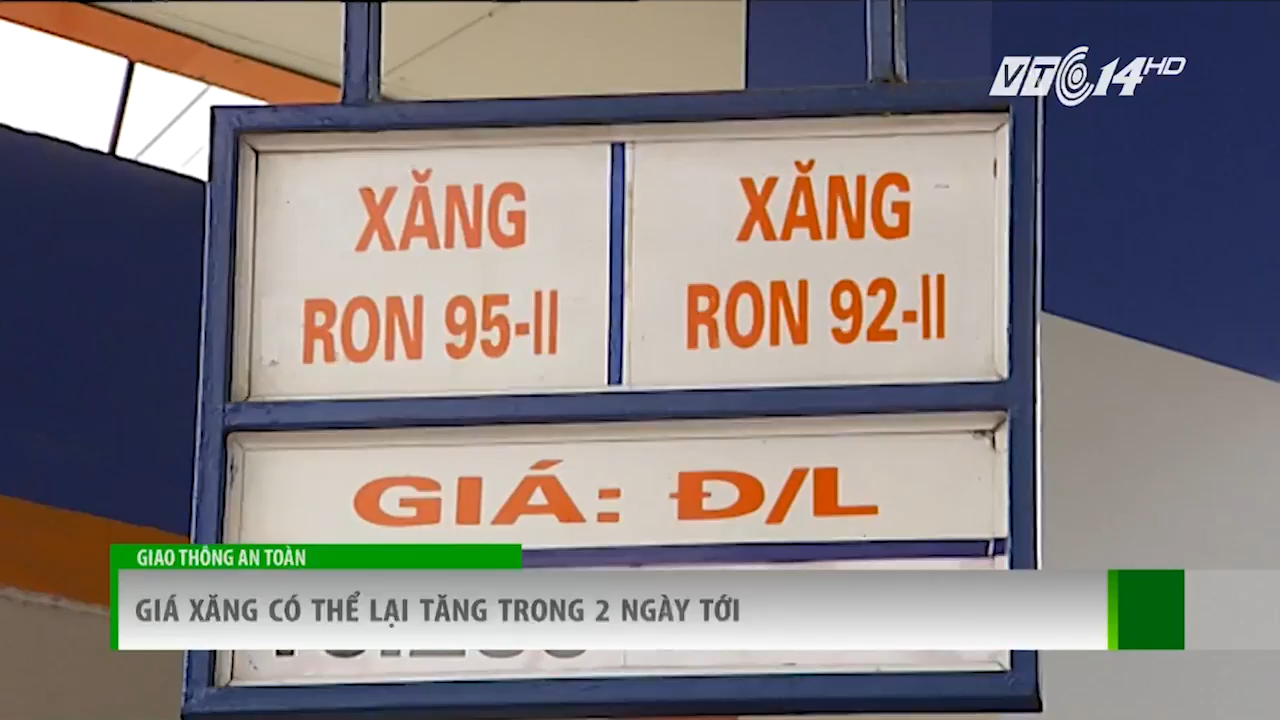 VTC14HD
XĂNG
RON 95-II
XĂNG
RON 92-II
GIÁ: Đ/L
GIAO THÔNG AN TOÀN
GIÁ XĂNG CÓ THỂ LẠI TĂNG TRONG 2 NGÀY TỚI